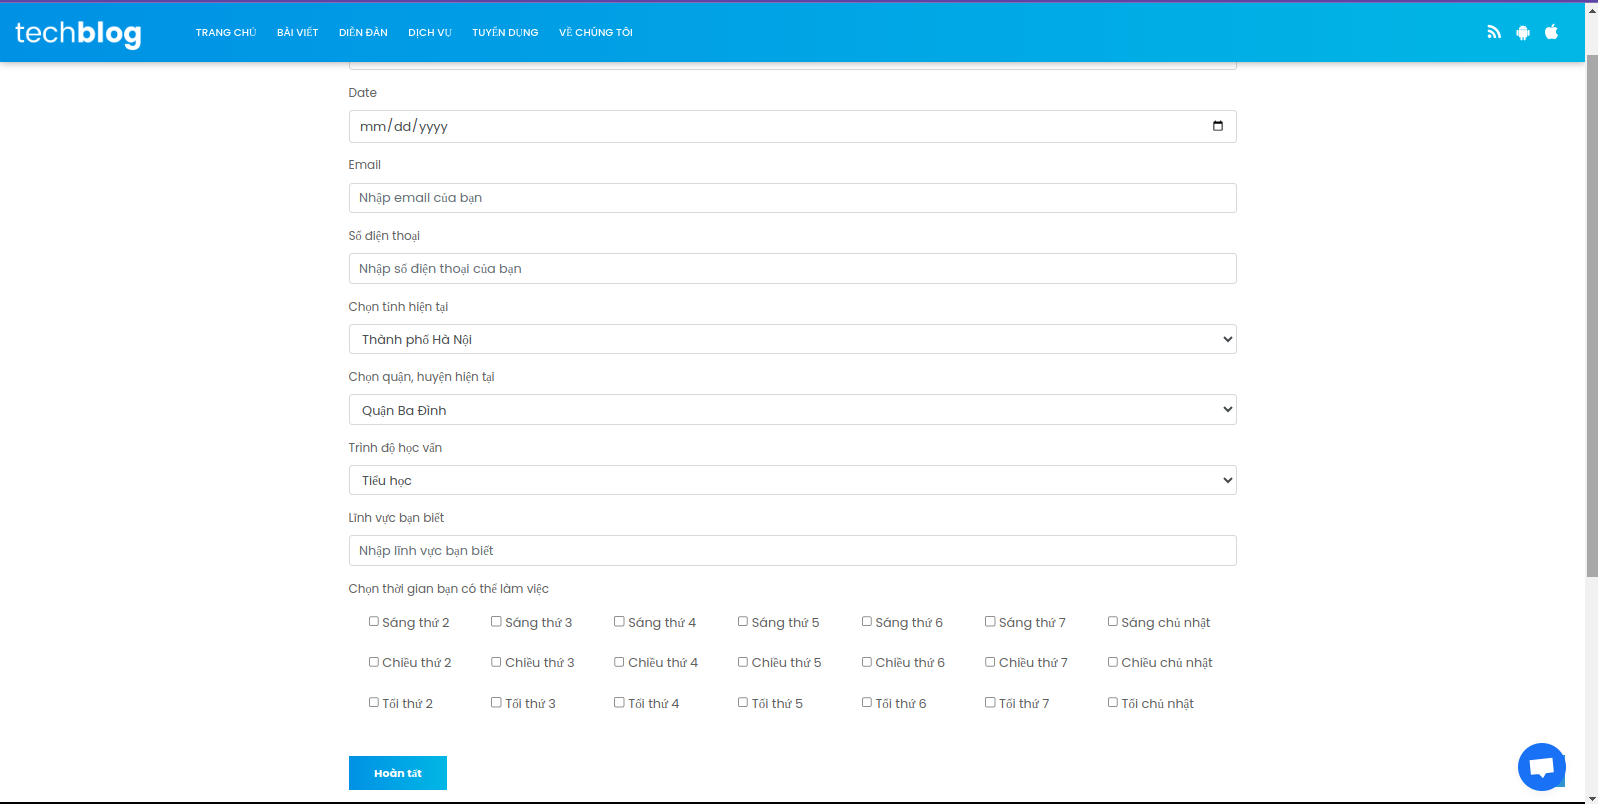 techblog TRANG CHỦ BÀI VIẾT DIỄN ĐÀN DỊCH VỤ TUYỂN DỤNG VỀ CHÚNG TÔI
Date
mm/dd/yyyy
Email
Nhập email của bạn
Số điện thoại
Nhập số điện thoại của bạn
Chọn tỉnh hiện tại
Thành phố Hà Nội
Chọn quận, huyện hiện tại
Quận Ba Đình
Trình độ học vấn
Tiểu học
Lĩnh vực bạn biết
Nhập lĩnh vực bạn biết
Chọn thời gian bạn có thể làm việc
Sáng thứ 2 Sáng thứ 3 Sáng thứ 4 Sáng thứ 5 Sáng thứ 6 Sáng thứ 7 Sáng chủ nhật
Chiều thứ 2 Chiều thứ 3 Chiều thứ 4 Chiều thứ 5 Chiều thứ 6 Chiều thứ 7 Chiều chủ nhật
Tối thứ 2 Tối thứ 3 Tối thứ 4 Tối thứ 5 Tối thứ 6 Tối thứ 7 Tối chủ nhật
Hoàn tất